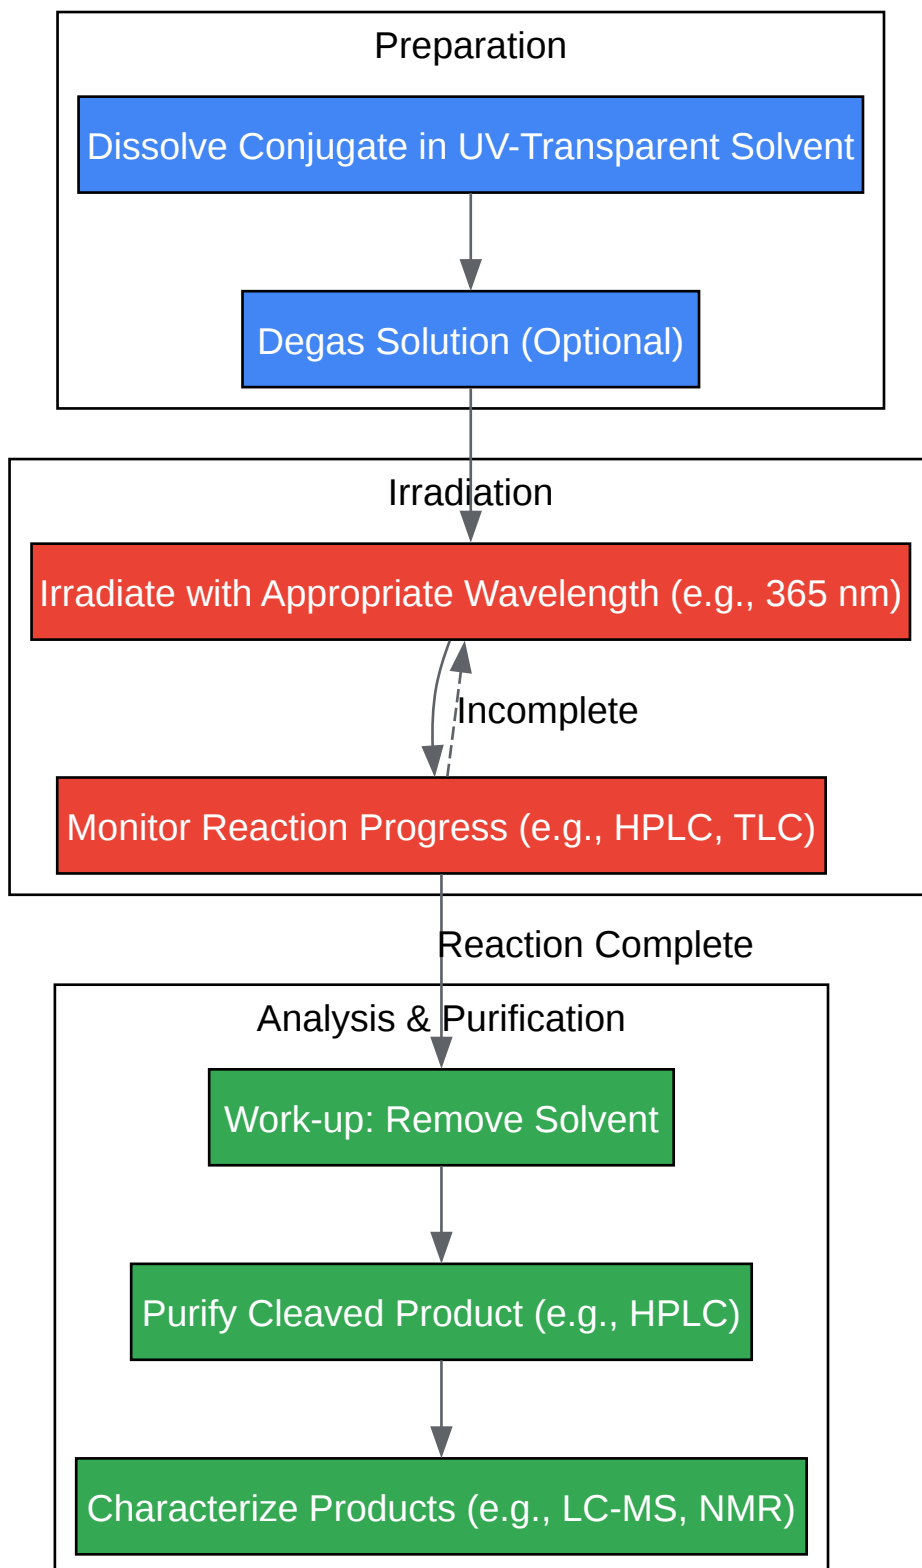 Preparation
Dissolve Conjugate in UV-Transparent Solvent
Degas Solution (Optional)
Irradiation
Irradiate with Appropriate Wavelength (e.g., 365 nm)
Incomplete
Monitor Reaction Progress (e.g., HPLC, TLC)
Reaction Complete
Analysis & Purification
Work-up: Remove Solvent
Purify Cleaved Product (e.g., HPLC)
Characterize Products (e.g., LC-MS, NMR)